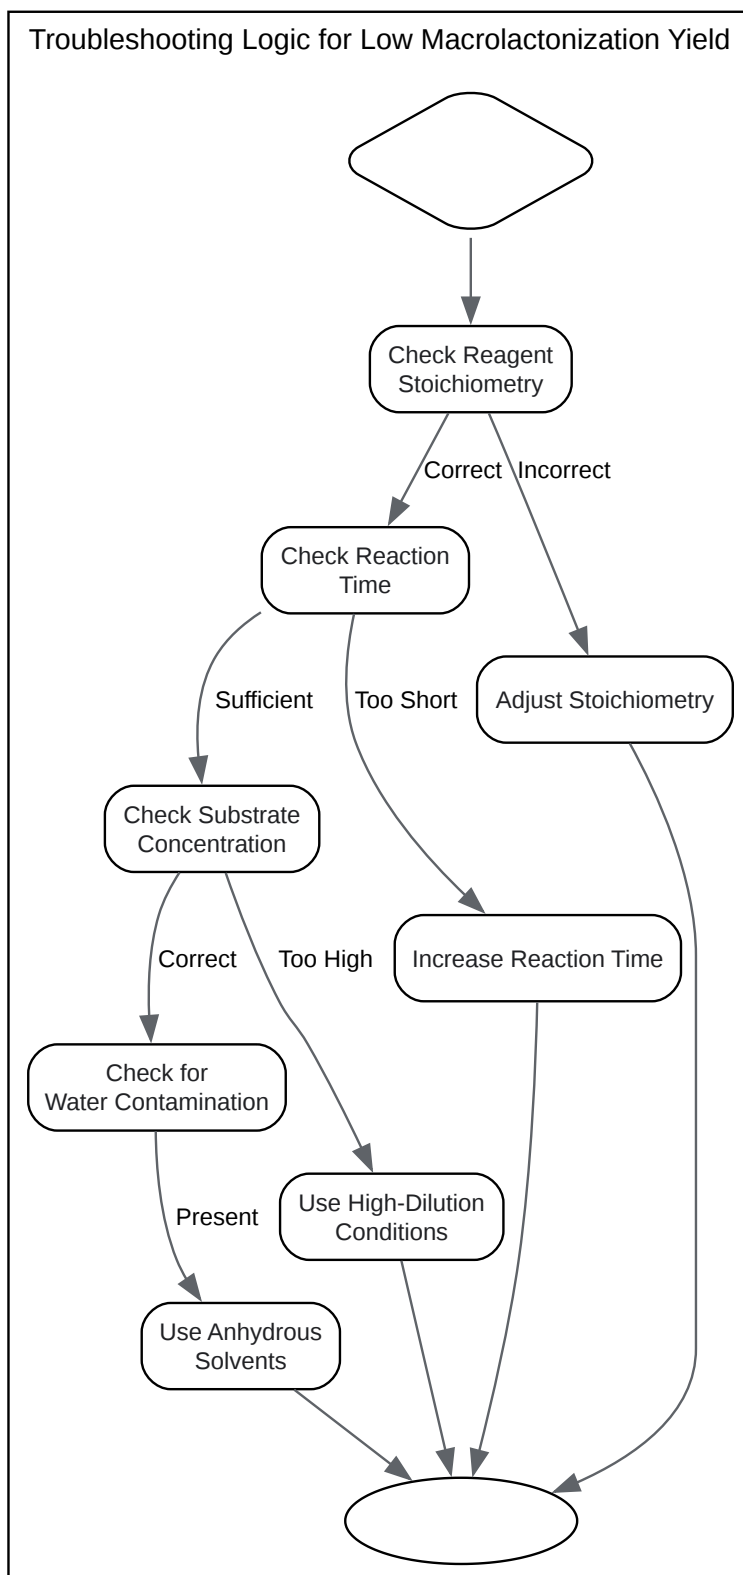 Troubleshooting Logic for Low Macrolactonization Yield
Check Reagent
Stoichiometry
Correct
Incorrect
Check Reaction
Time
Sufficient
Too Short
Adjust Stoichiometry
Check Substrate
Concentration
Correct
Too High
Increase Reaction Time
Check for
Water Contamination
Present
Use High-Dilution
Conditions
Use Anhydrous
Solvents